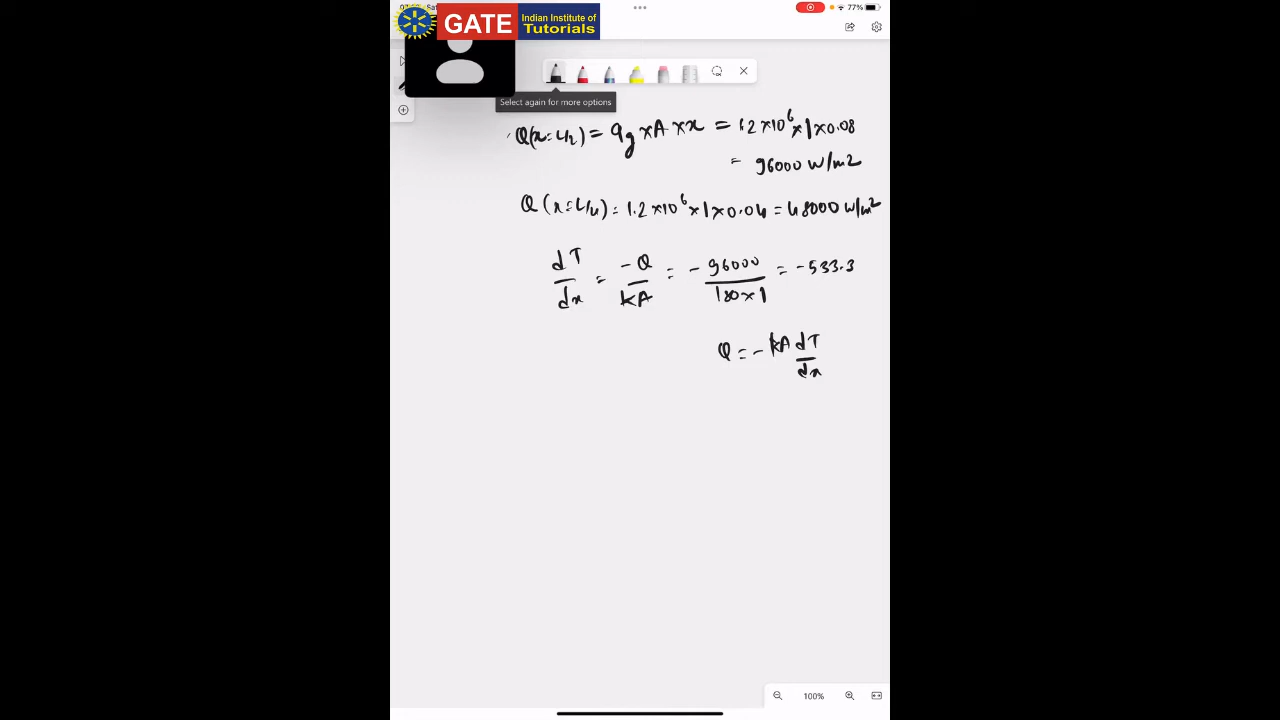 GATE Indian Institute of
Tutorials
77%
Select again for more options
Q(x=L/2) = qg×A××x = 1.2×10⁶×1×0.08
= 96000 W/m2
Q(x=L/4) = 1.2×10⁶×1×0.04 = 48000 W/m²
dT/dx = -Q/kA = -96000/180×1 = -533.3
Q = -kA dT/dx
100%